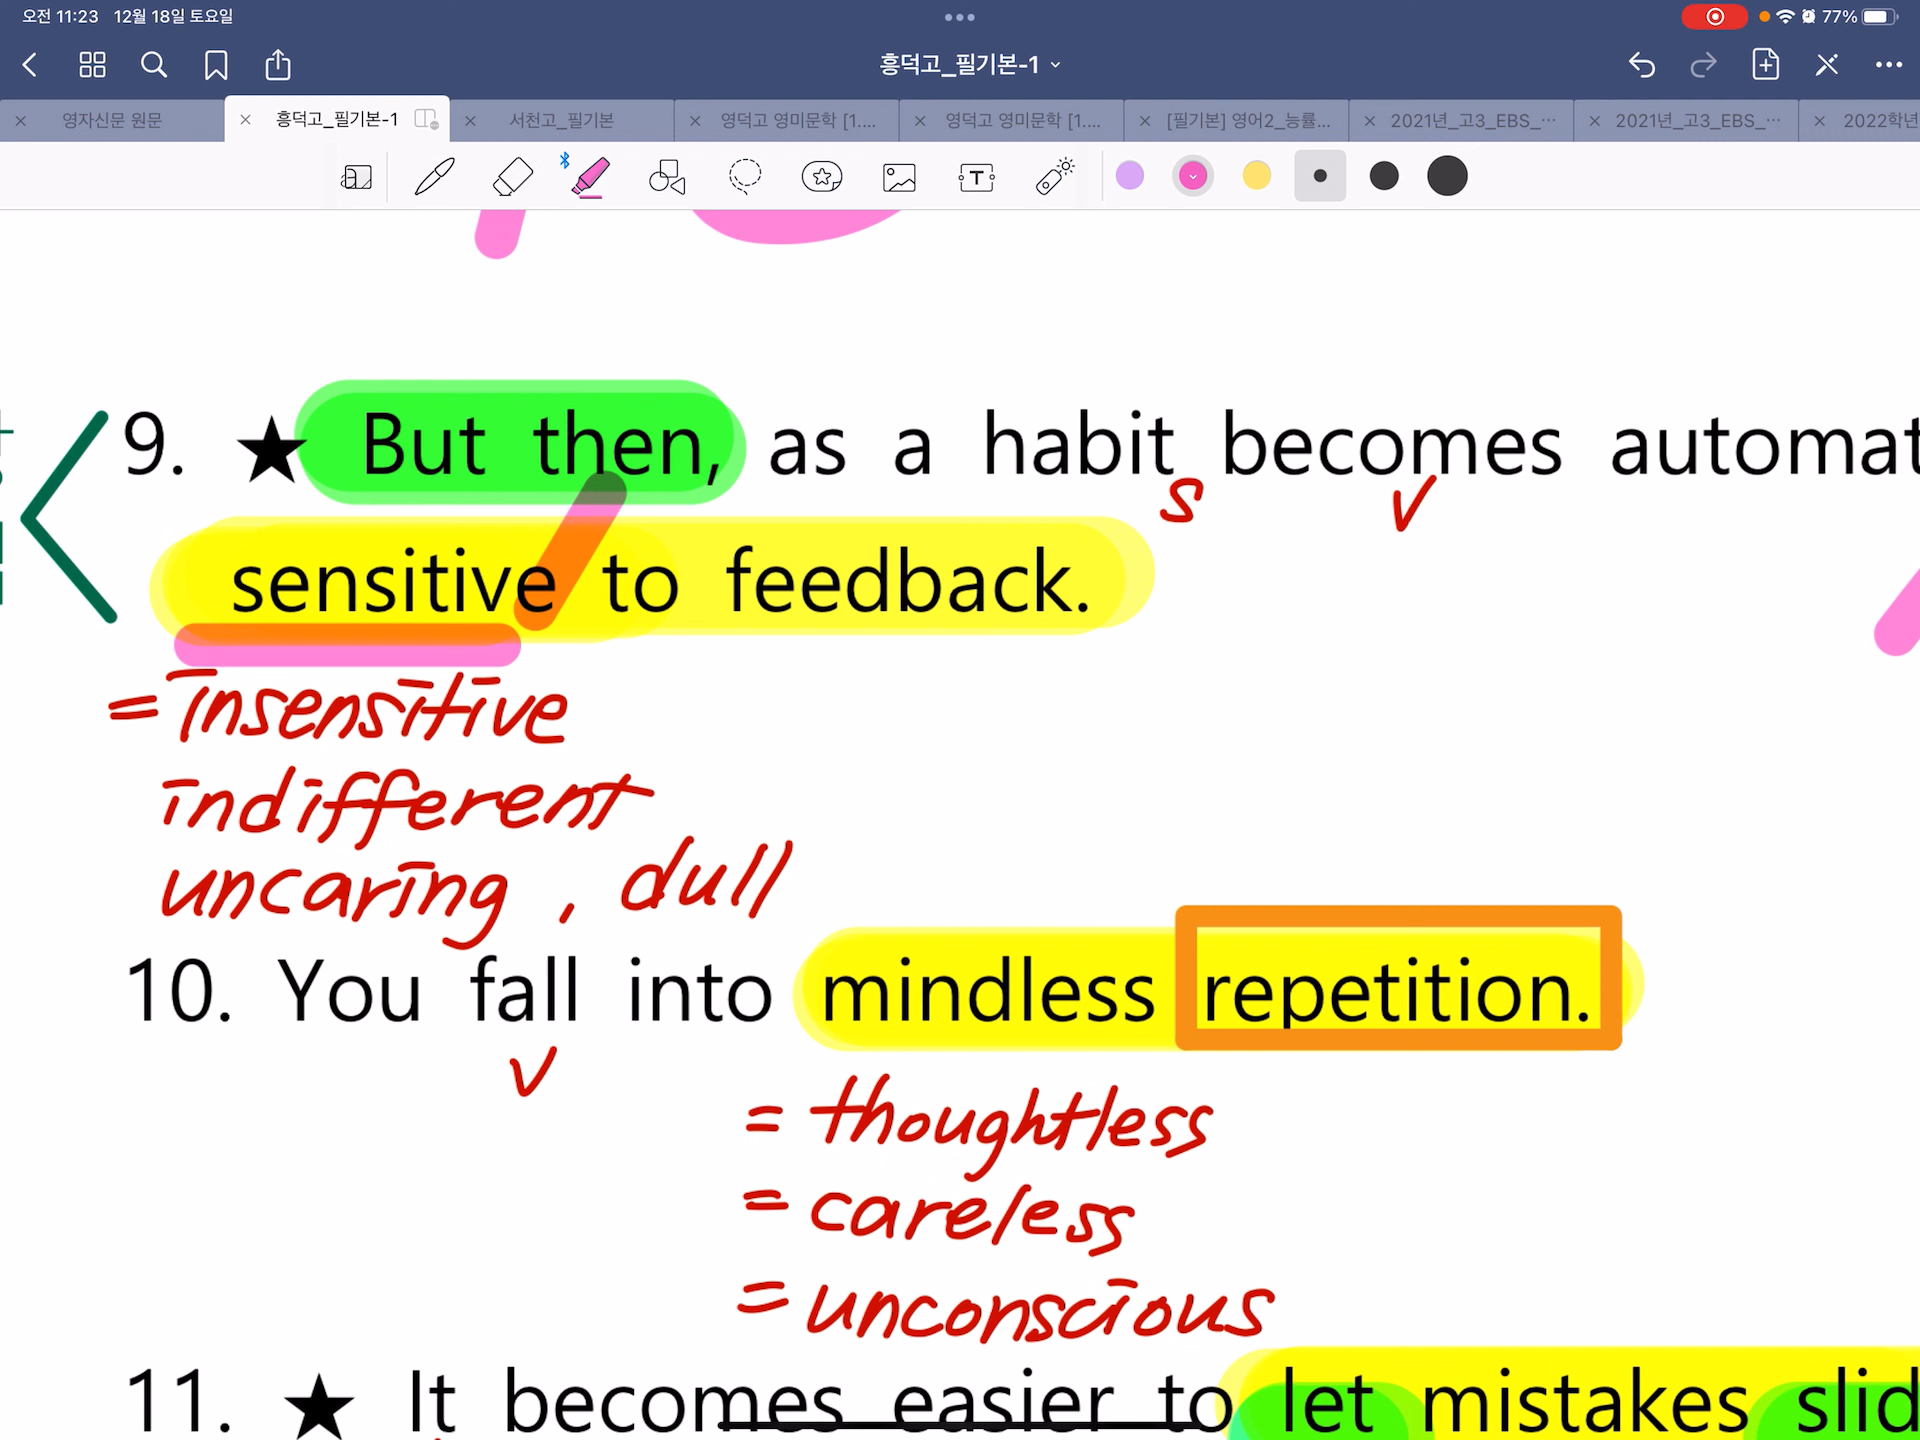 오전 11:23 12월 18일 토요일
77%
흥덕고_필기본-1
영자신문 원문
흥덕고_필기본-1
서천고_필기본
영덕고 영미문학 [1....
영덕고 영미문학 [1....
[필기본] 영어2_능률...
2021년_고3_EBS_...
2021년_고3_EBS_...
2022학년
9. ★ But then, as a habit becomes automat
s v
sensitive to feedback.
= insensitive
indifferent
uncaring , dull
10. You fall into mindless repetition.
v
= thoughtless
= careless
= unconscious
11. ★ It becomes easier to let mistakes slid